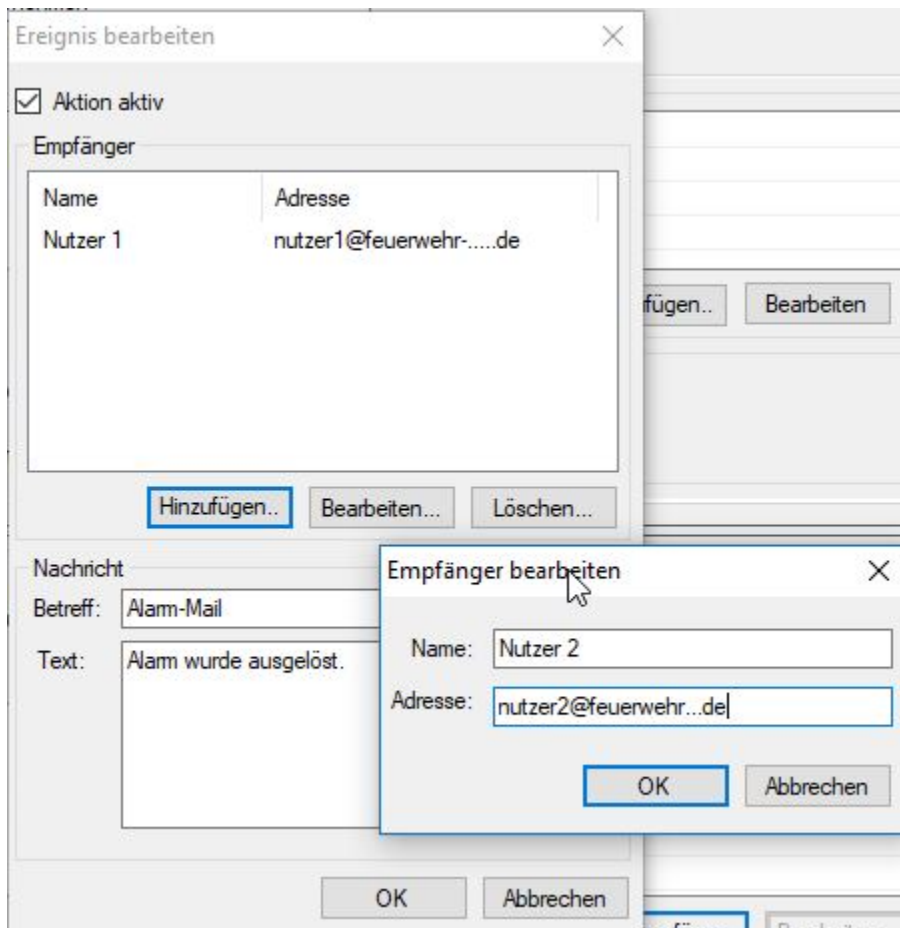 Ereignis bearbeiten
Aktion aktiv
Empfänger
Name Adresse
Nutzer 1 nutzer1@feuerwehr-.....de
fügen.. Bearbeiten
Hinzufügen.. Bearbeiten... Löschen...
Nachricht
Betreff: Alarm-Mail
Text: Alarm wurde ausgelöst.
Empfänger bearbeiten
Name: Nutzer 2
Adresse: nutzer2@feuerwehr...de
OK Abbrechen
OK Abbrechen